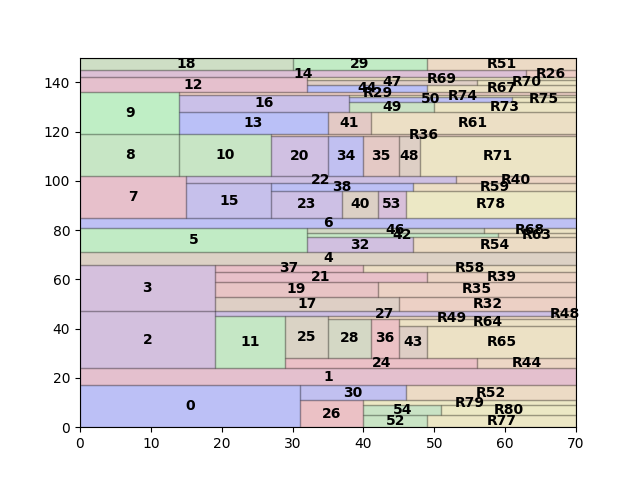 18 29 R51
14 R26
12 47 R69 R70
44 R67
R29
16 50 R74 R75
49 R73
9 13 41 R61
R36
8 10 20 34 35 48 R71
22 R40
38 R59
7 15 23 40 53 R78
6
46 R68
42 R63
5 32 R54
4
37 R58
3 21 R39
19 R35
17 R32
27 R48
R49 R64
2 11 25 28 36 43 R65
24 R44
1
30 R52
R79
0 26 54 R80
52 R77
0 20 40 60 80 100 120 140
0 10 20 30 40 50 60 70